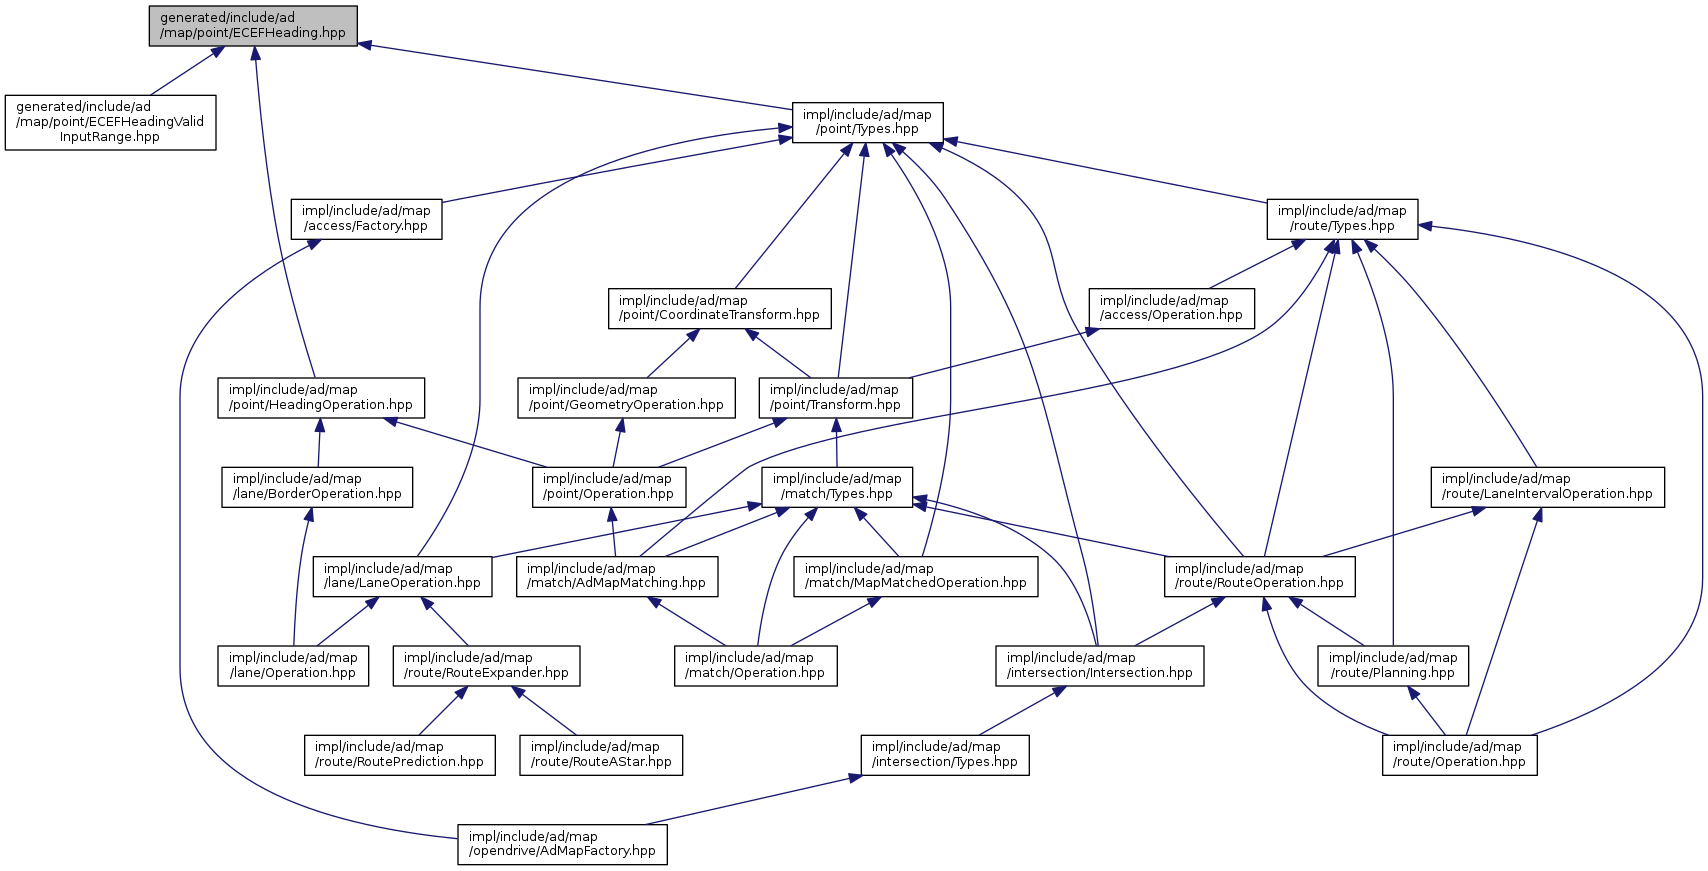 generated/include/ad
/map/point/ECEFHeading.hpp
generated/include/ad
/map/point/ECEFHeadingValid
InputRange.hpp
impl/include/ad/map
/point/Types.hpp
impl/include/ad/map
/access/Factory.hpp
impl/include/ad/map
/route/Types.hpp
impl/include/ad/map
/point/CoordinateTransform.hpp
impl/include/ad/map
/access/Operation.hpp
impl/include/ad/map
/point/HeadingOperation.hpp
impl/include/ad/map
/point/GeometryOperation.hpp
impl/include/ad/map
/point/Transform.hpp
impl/include/ad/map
/lane/BorderOperation.hpp
impl/include/ad/map
/point/Operation.hpp
impl/include/ad/map
/match/Types.hpp
impl/include/ad/map
/route/LaneIntervalOperation.hpp
impl/include/ad/map
/lane/LaneOperation.hpp
impl/include/ad/map
/match/AdMapMatching.hpp
impl/include/ad/map
/match/MapMatchedOperation.hpp
impl/include/ad/map
/route/RouteOperation.hpp
impl/include/ad/map
/lane/Operation.hpp
impl/include/ad/map
/route/RouteExpander.hpp
impl/include/ad/map
/match/Operation.hpp
impl/include/ad/map
/intersection/Intersection.hpp
impl/include/ad/map
/route/Planning.hpp
impl/include/ad/map
/route/RoutePrediction.hpp
impl/include/ad/map
/route/RouteAStar.hpp
impl/include/ad/map
/intersection/Types.hpp
impl/include/ad/map
/route/Operation.hpp
impl/include/ad/map
/opendrive/AdMapFactory.hpp